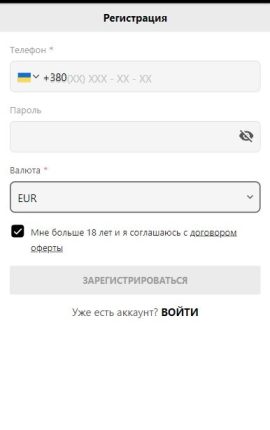 Регистрация
Телефон *
+380(XX) XXX - XX - XX
Пароль
Валюта *
EUR
Мне больше 18 лет и я соглашаюсь с договором
оферты
ЗАРЕГИСТРИРОВАТЬСЯ
Уже есть аккаунт? ВОЙТИ